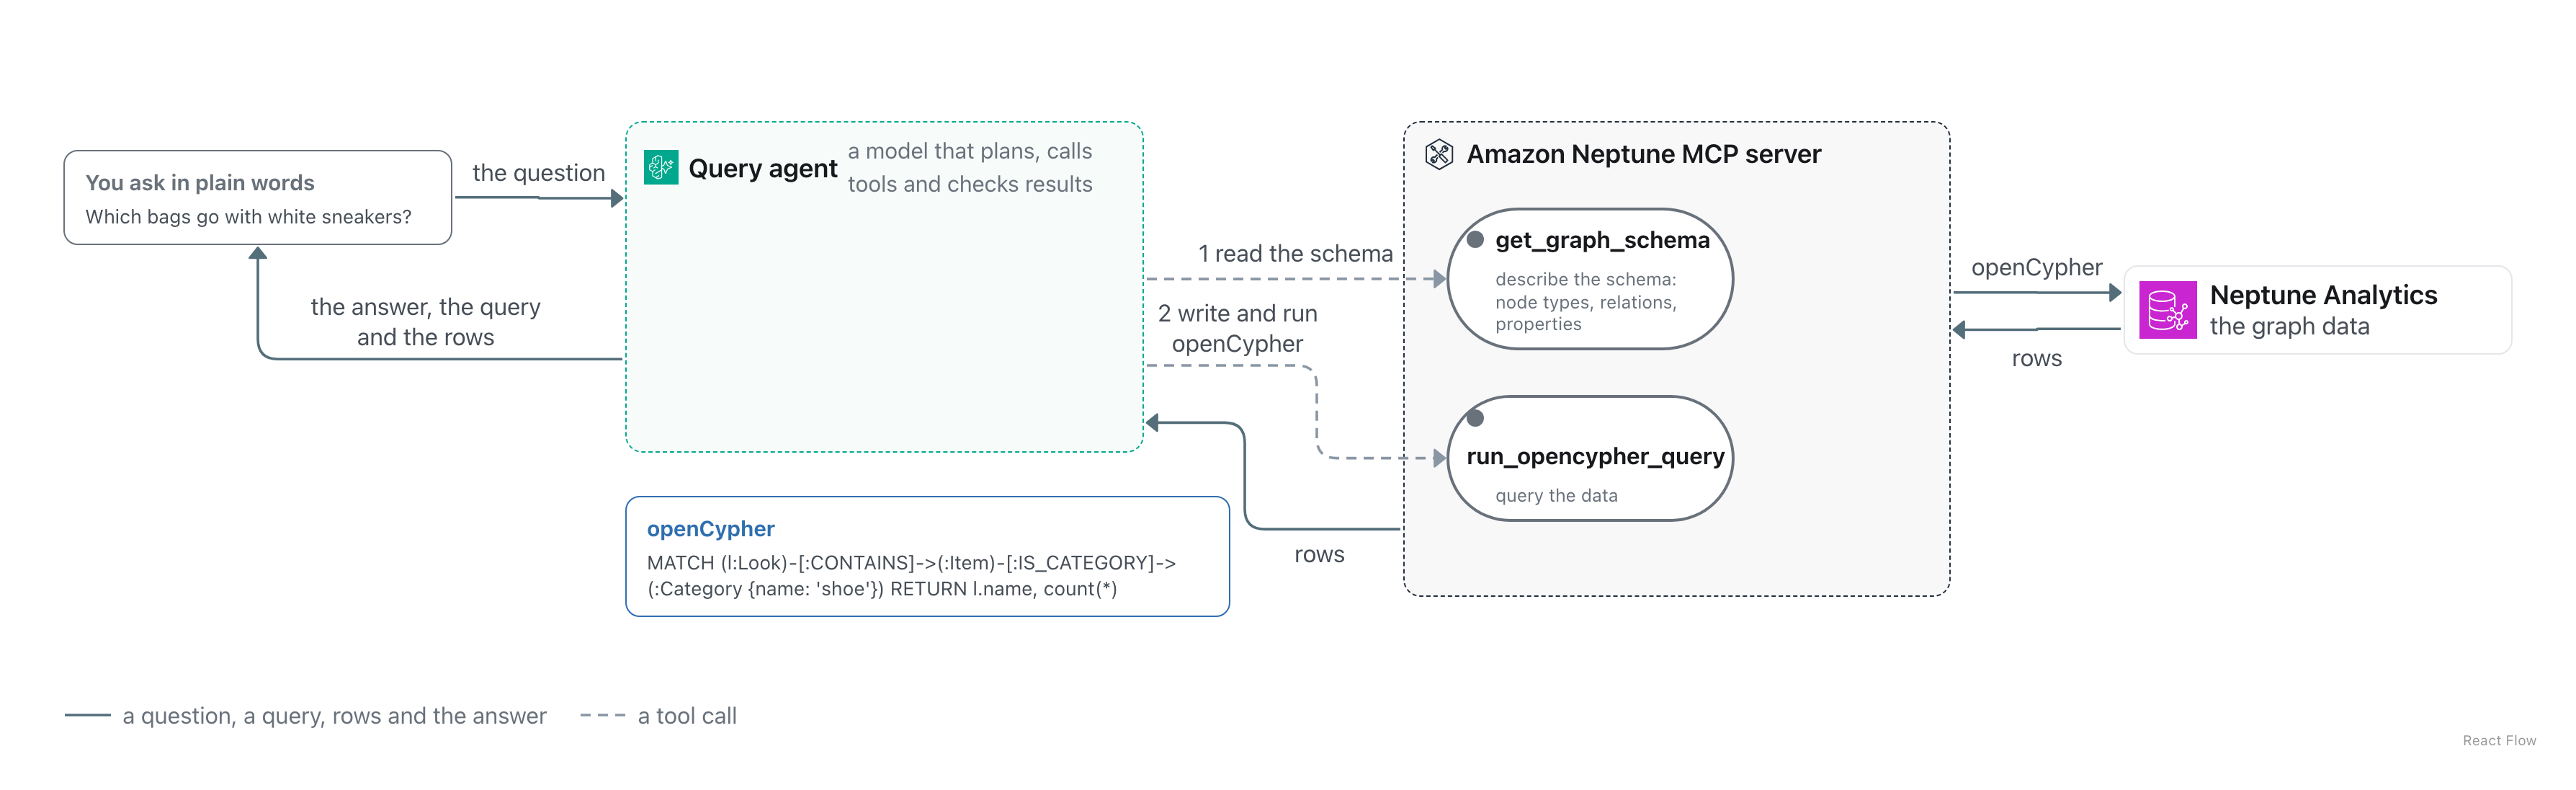 You ask in plain words
Which bags go with white sneakers?
the question
the answer, the query
and the rows
Query agent
a model that plans, calls
tools and checks results
1 read the schema
2 write and run
openCypher
rows
openCypher
MATCH (l:Look)-[:CONTAINS]->(:Item)-[:IS_CATEGORY]->
(:Category {name: 'shoe'}) RETURN l.name, count(*)
Amazon Neptune MCP server
get_graph_schema
describe the schema:
node types, relations,
properties
run_opencypher_query
query the data
openCypher
rows
Neptune Analytics
the graph data
a question, a query, rows and the answer
a tool call
React Flow